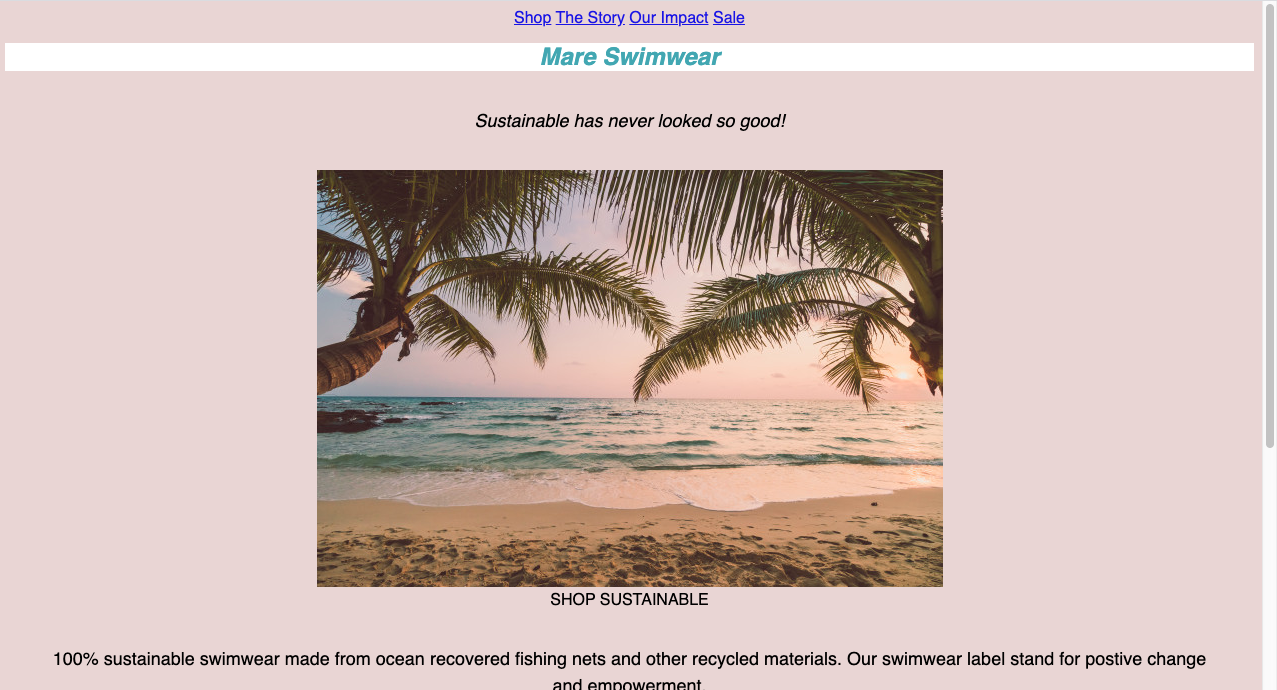 Shop The Story Our Impact Sale
Mare Swimwear
Sustainable has never looked so good!
SHOP SUSTAINABLE
100% sustainable swimwear made from ocean recovered fishing nets and other recycled materials. Our swimwear label stand for postive change
and empowerment.